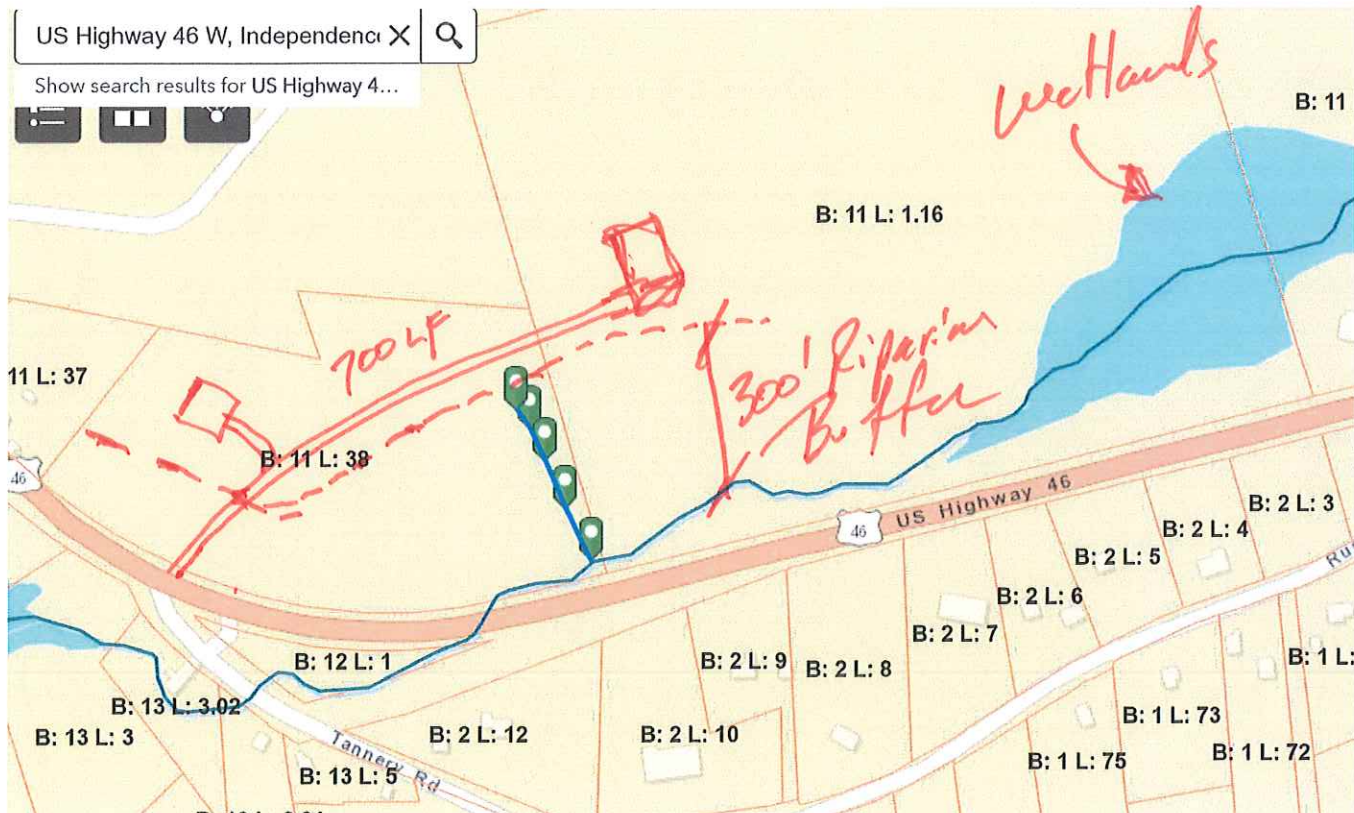 US Highway 46 W, Independenc
Show search results for US Highway 4...
Wetlands
B: 11
B: 11 L: 1.16
700 LF
300' Riparian
Buffer
11 L: 37
B: 11 L: 38
46
US Highway 46
46
B: 2 L: 3
B: 2 L: 4
B: 2 L: 5
B: 2 L: 6
B: 2 L: 7
B: 12 L: 1
B: 2 L: 9
B: 2 L: 8
B: 1 L:
B: 13 L: 3.02
B: 13 L: 3
Tannery Rd
B: 2 L: 12
B: 2 L: 10
B: 1 L: 73
B: 13 L: 5
B: 1 L: 75
B: 1 L: 72